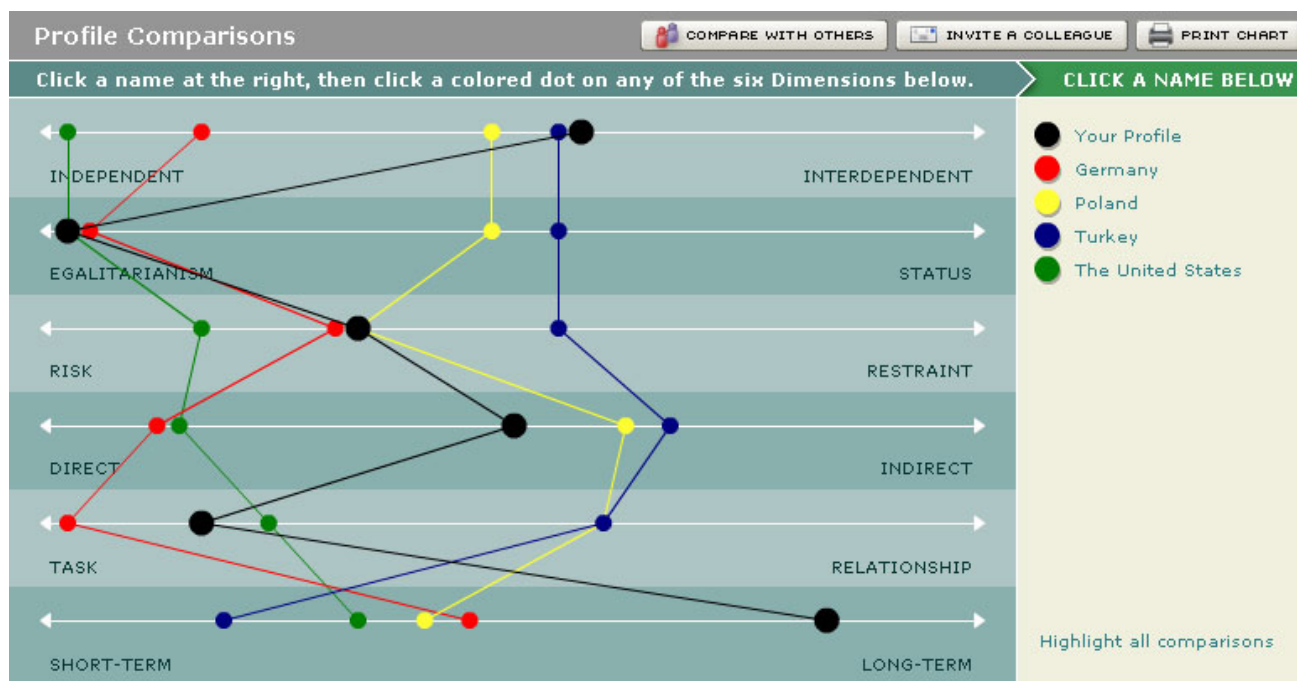 Profile Comparisons
COMPARE WITH OTHERS
INVITE A COLLEAGUE
PRINT CHART
Click a name at the right, then click a colored dot on any of the six Dimensions below.
CLICK A NAME BELOW
INDEPENDENT
INTERDEPENDENT
EGALITARIANISM
STATUS
RISK
RESTRAINT
DIRECT
INDIRECT
TASK
RELATIONSHIP
SHORT-TERM
LONG-TERM
Your Profile
Germany
Poland
Turkey
The United States
Highlight all comparisons